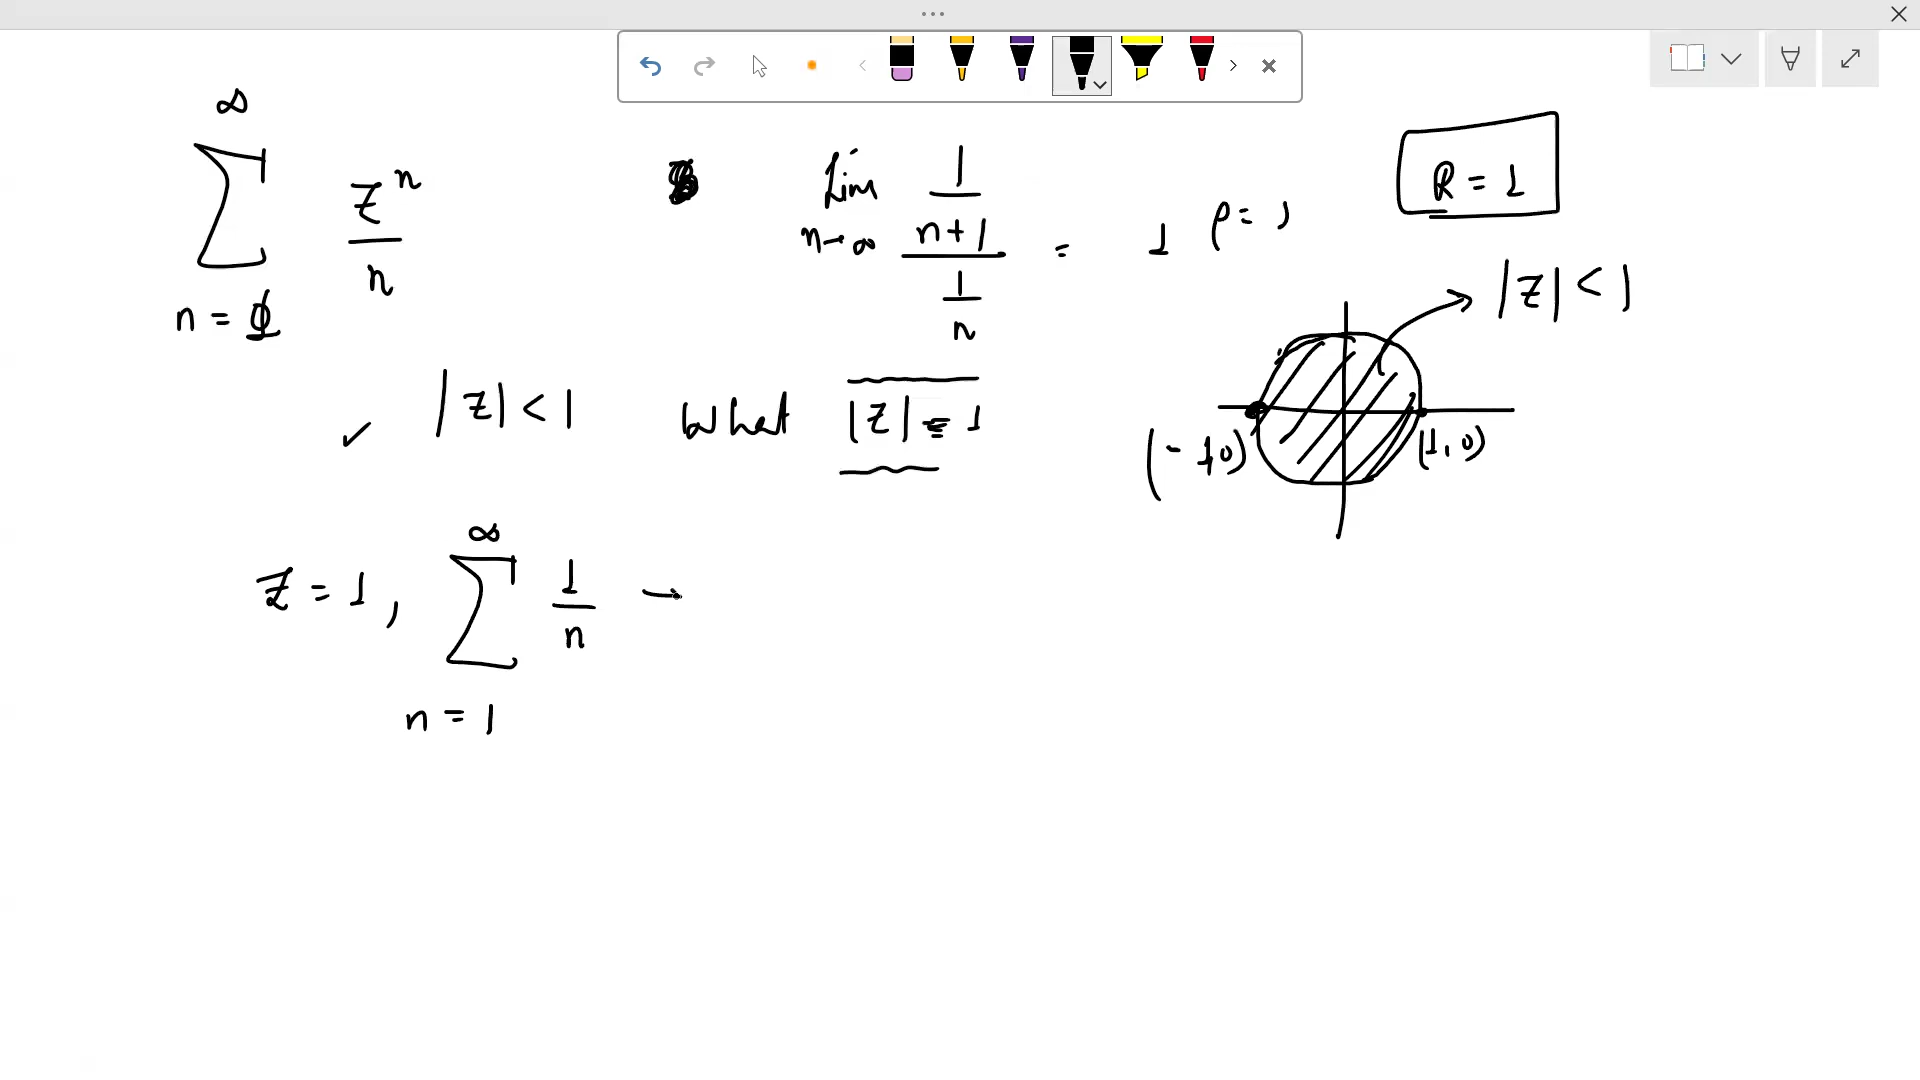 ∞
∑ zⁿ/n
n = 1
Lim n→∞ (1/(n+1))/(1/n) = 1 ρ = 1
R = 1
|z| < 1
✓ |z| < 1 What |z| = 1
(-1,0) (1,0)
z = 1, ∑ 1/n →
∞
n = 1